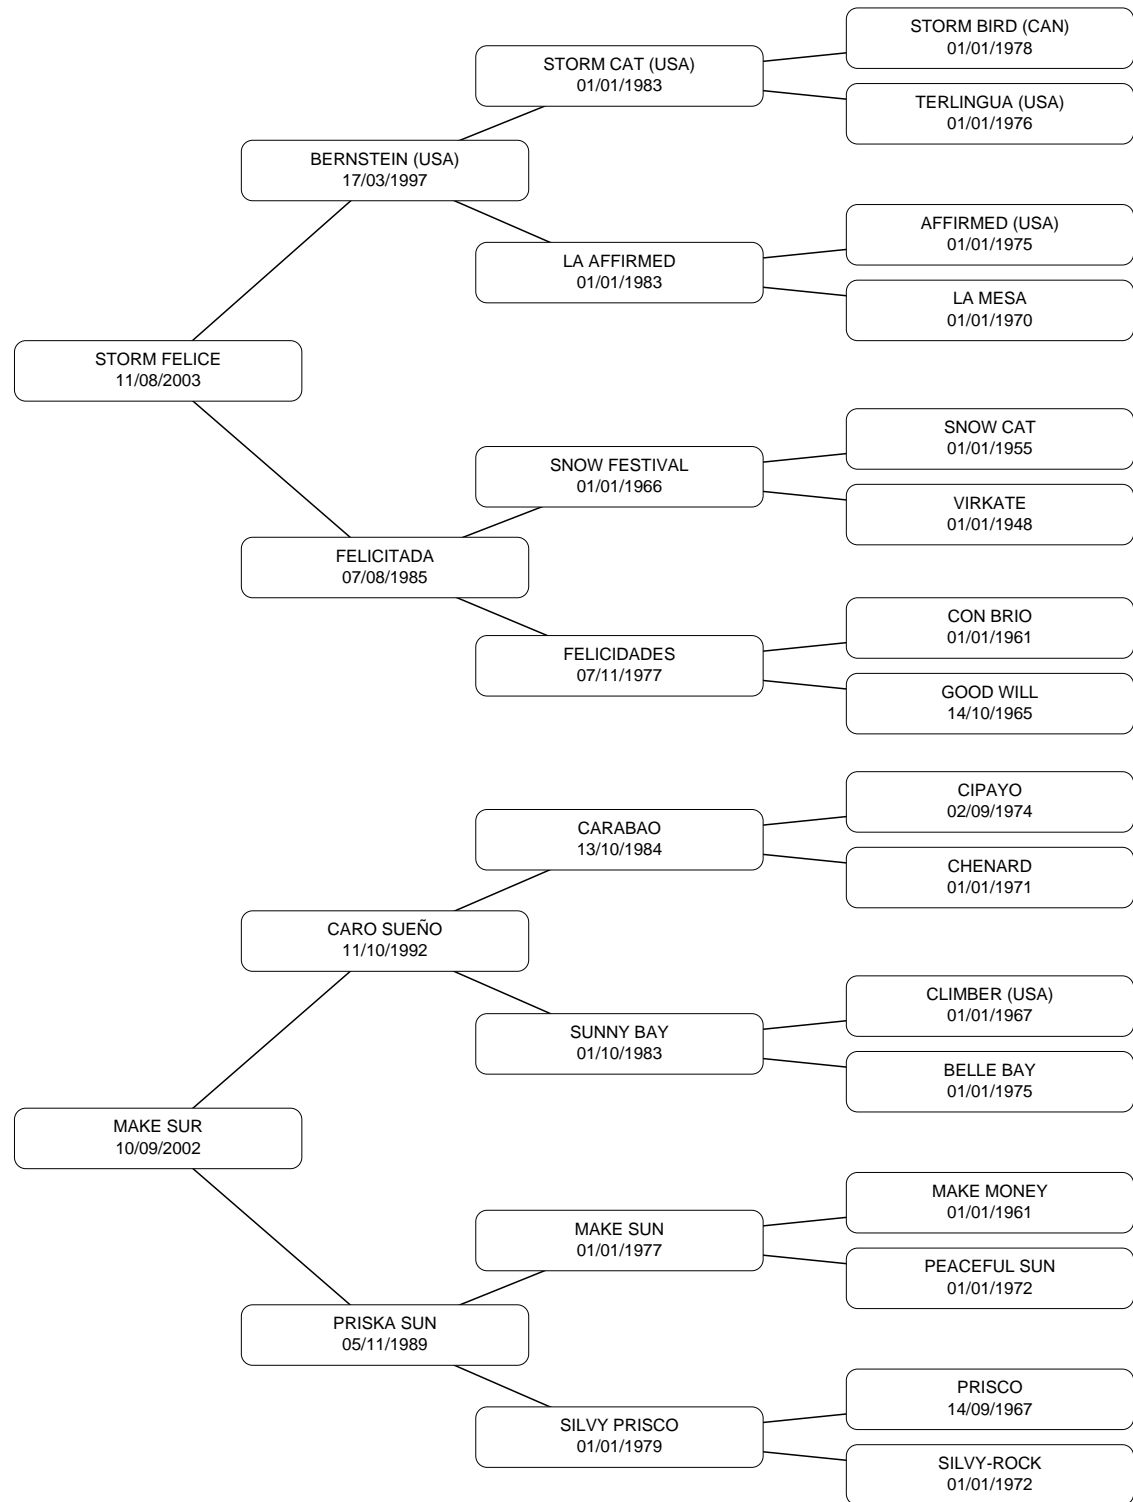 STORM BIRD (CAN)
01/01/1978
STORM CAT (USA)
01/01/1983
TERLINGUA (USA)
01/01/1976
BERNSTEIN (USA)
17/03/1997
AFFIRMED (USA)
01/01/1975
LA AFFIRMED
01/01/1983
LA MESA
01/01/1970
STORM FELICE
11/08/2003
SNOW CAT
01/01/1955
SNOW FESTIVAL
01/01/1966
VIRKATE
01/01/1948
FELICITADA
07/08/1985
CON BRIO
01/01/1961
FELICIDADES
07/11/1977
GOOD WILL
14/10/1965
CIPAYO
02/09/1974
CARABAO
13/10/1984
CHENARD
01/01/1971
CARO SUEÑO
11/10/1992
CLIMBER (USA)
01/01/1967
SUNNY BAY
01/10/1983
BELLE BAY
01/01/1975
MAKE SUR
10/09/2002
MAKE MONEY
01/01/1961
MAKE SUN
01/01/1977
PEACEFUL SUN
01/01/1972
PRISKA SUN
05/11/1989
PRISCO
14/09/1967
SILVY PRISCO
01/01/1979
SILVY-ROCK
01/01/1972